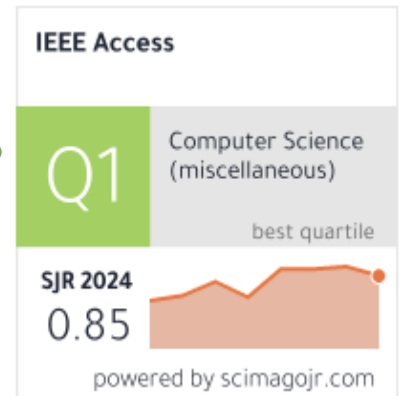 IEEE Access
Q1
Computer Science
(miscellaneous)
best quartile
SJR 2024
0.85
powered by scimagojr.com